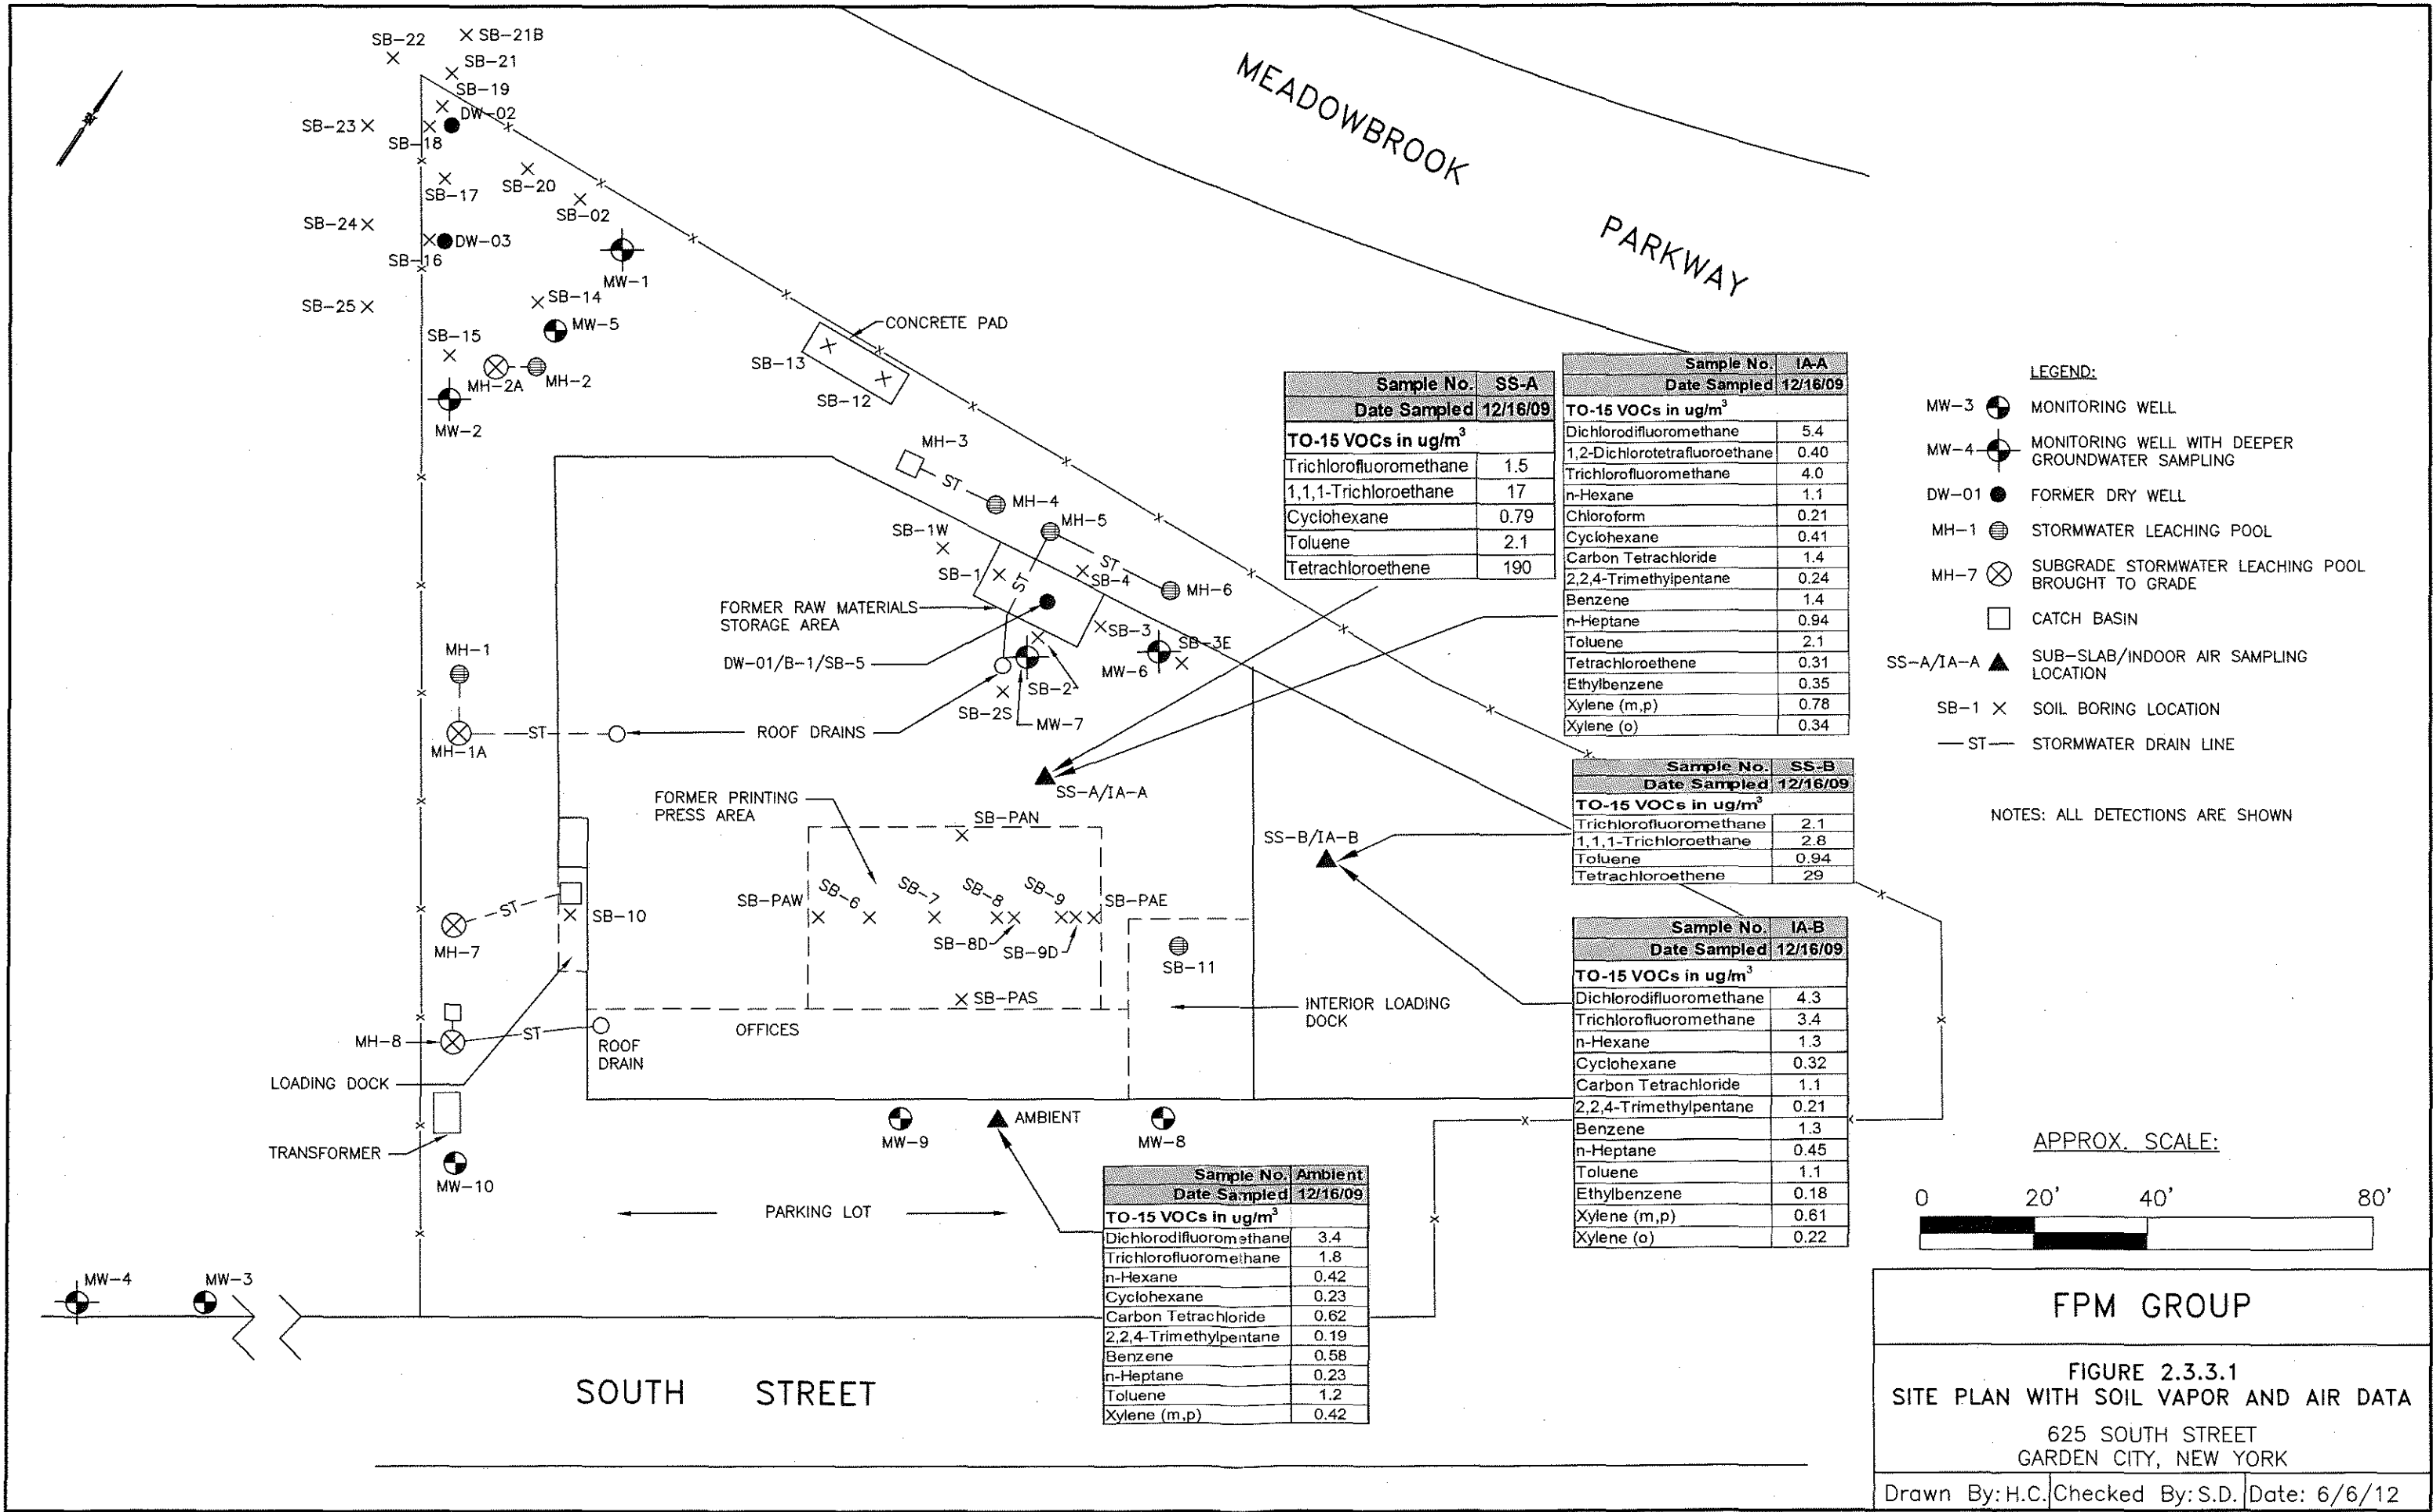 SB-22
SB-21B
SB-21
SB-19
DW-02
SB-23
SB-18
SB-17
SB-20
SB-02
SB-24
DW-03
SB-16
MW-1
SB-25
SB-14
MW-5
SB-15
MH-2A
MH-2
MW-2
MEADOWBROOK
PARKWAY
CONCRETE PAD
SB-13
SB-12
MH-3
ST
MH-4
MH-5
SB-1W
SB-1
ST
ST
SB-4
MH-6
FORMER RAW MATERIALS
STORAGE AREA
DW-01/B-1/SB-5
SB-3
SB-3E
MW-6
SB-2
SB-2S
MW-7
MH-1
MH-1A
ST
ROOF DRAINS
SS-A/IA-A
FORMER PRINTING
PRESS AREA
SB-PAN
SB-PAW
SB-6
SB-7
SB-8
SB-9
SB-PAE
SB-8D
SB-9D
SB-PAS
SS-B/IA-B
SB-11
INTERIOR LOADING
DOCK
OFFICES
ST
SB-10
MH-7
MH-8
ST
ROOF
DRAIN
LOADING DOCK
TRANSFORMER
MW-10
MW-9
AMBIENT
MW-8
PARKING LOT
MW-4
MW-3
SOUTH STREET
Sample No. SS-A
Date Sampled 12/16/09
TO-15 VOCs in ug/m³
Trichlorofluoromethane 1.5
1,1,1-Trichloroethane 17
Cyclohexane 0.79
Toluene 2.1
Tetrachloroethene 190
Sample No. IA-A
Date Sampled 12/16/09
TO-15 VOCs in ug/m³
Dichlorodifluoromethane 5.4
1,2-Dichlorotetrafluoroethane 0.40
Trichlorofluoromethane 4.0
n-Hexane 1.1
Chloroform 0.21
Cyclohexane 0.41
Carbon Tetrachloride 1.4
2,2,4-Trimethylpentane 0.24
Benzene 1.4
n-Heptane 0.94
Toluene 2.1
Tetrachloroethene 0.31
Ethylbenzene 0.35
Xylene (m,p) 0.78
Xylene (o) 0.34
Sample No. SS-B
Date Sampled 12/16/09
TO-15 VOCs in ug/m³
Trichlorofluoromethane 2.1
1,1,1-Trichloroethane 2.8
Toluene 0.94
Tetrachloroethene 29
Sample No. IA-B
Date Sampled 12/16/09
TO-15 VOCs in ug/m³
Dichlorodifluoromethane 4.3
Trichlorofluoromethane 3.4
n-Hexane 1.3
Cyclohexane 0.32
Carbon Tetrachloride 1.1
2,2,4-Trimethylpentane 0.21
Benzene 1.3
n-Heptane 0.45
Toluene 1.1
Ethylbenzene 0.18
Xylene (m,p) 0.61
Xylene (o) 0.22
Sample No. Ambient
Date Sampled 12/16/09
TO-15 VOCs in ug/m³
Dichlorodifluoromethane 3.4
Trichlorofluoromethane 1.8
n-Hexane 0.42
Cyclohexane 0.23
Carbon Tetrachloride 0.62
2,2,4-Trimethylpentane 0.19
Benzene 0.58
n-Heptane 0.23
Toluene 1.2
Xylene (m,p) 0.42
LEGEND:
MW-3 MONITORING WELL
MW-4 MONITORING WELL WITH DEEPER
GROUNDWATER SAMPLING
DW-01 FORMER DRY WELL
MH-1 STORMWATER LEACHING POOL
MH-7 SUBGRADE STORMWATER LEACHING POOL
BROUGHT TO GRADE
CATCH BASIN
SS-A/IA-A SUB-SLAB/INDOOR AIR SAMPLING
LOCATION
SB-1 SOIL BORING LOCATION
ST STORMWATER DRAIN LINE
NOTES: ALL DETECTIONS ARE SHOWN
APPROX. SCALE:
0 20' 40' 80'
FPM GROUP
FIGURE 2.3.3.1
SITE PLAN WITH SOIL VAPOR AND AIR DATA
625 SOUTH STREET
GARDEN CITY, NEW YORK
Drawn By: H.C. Checked By: S.D. Date: 6/6/12